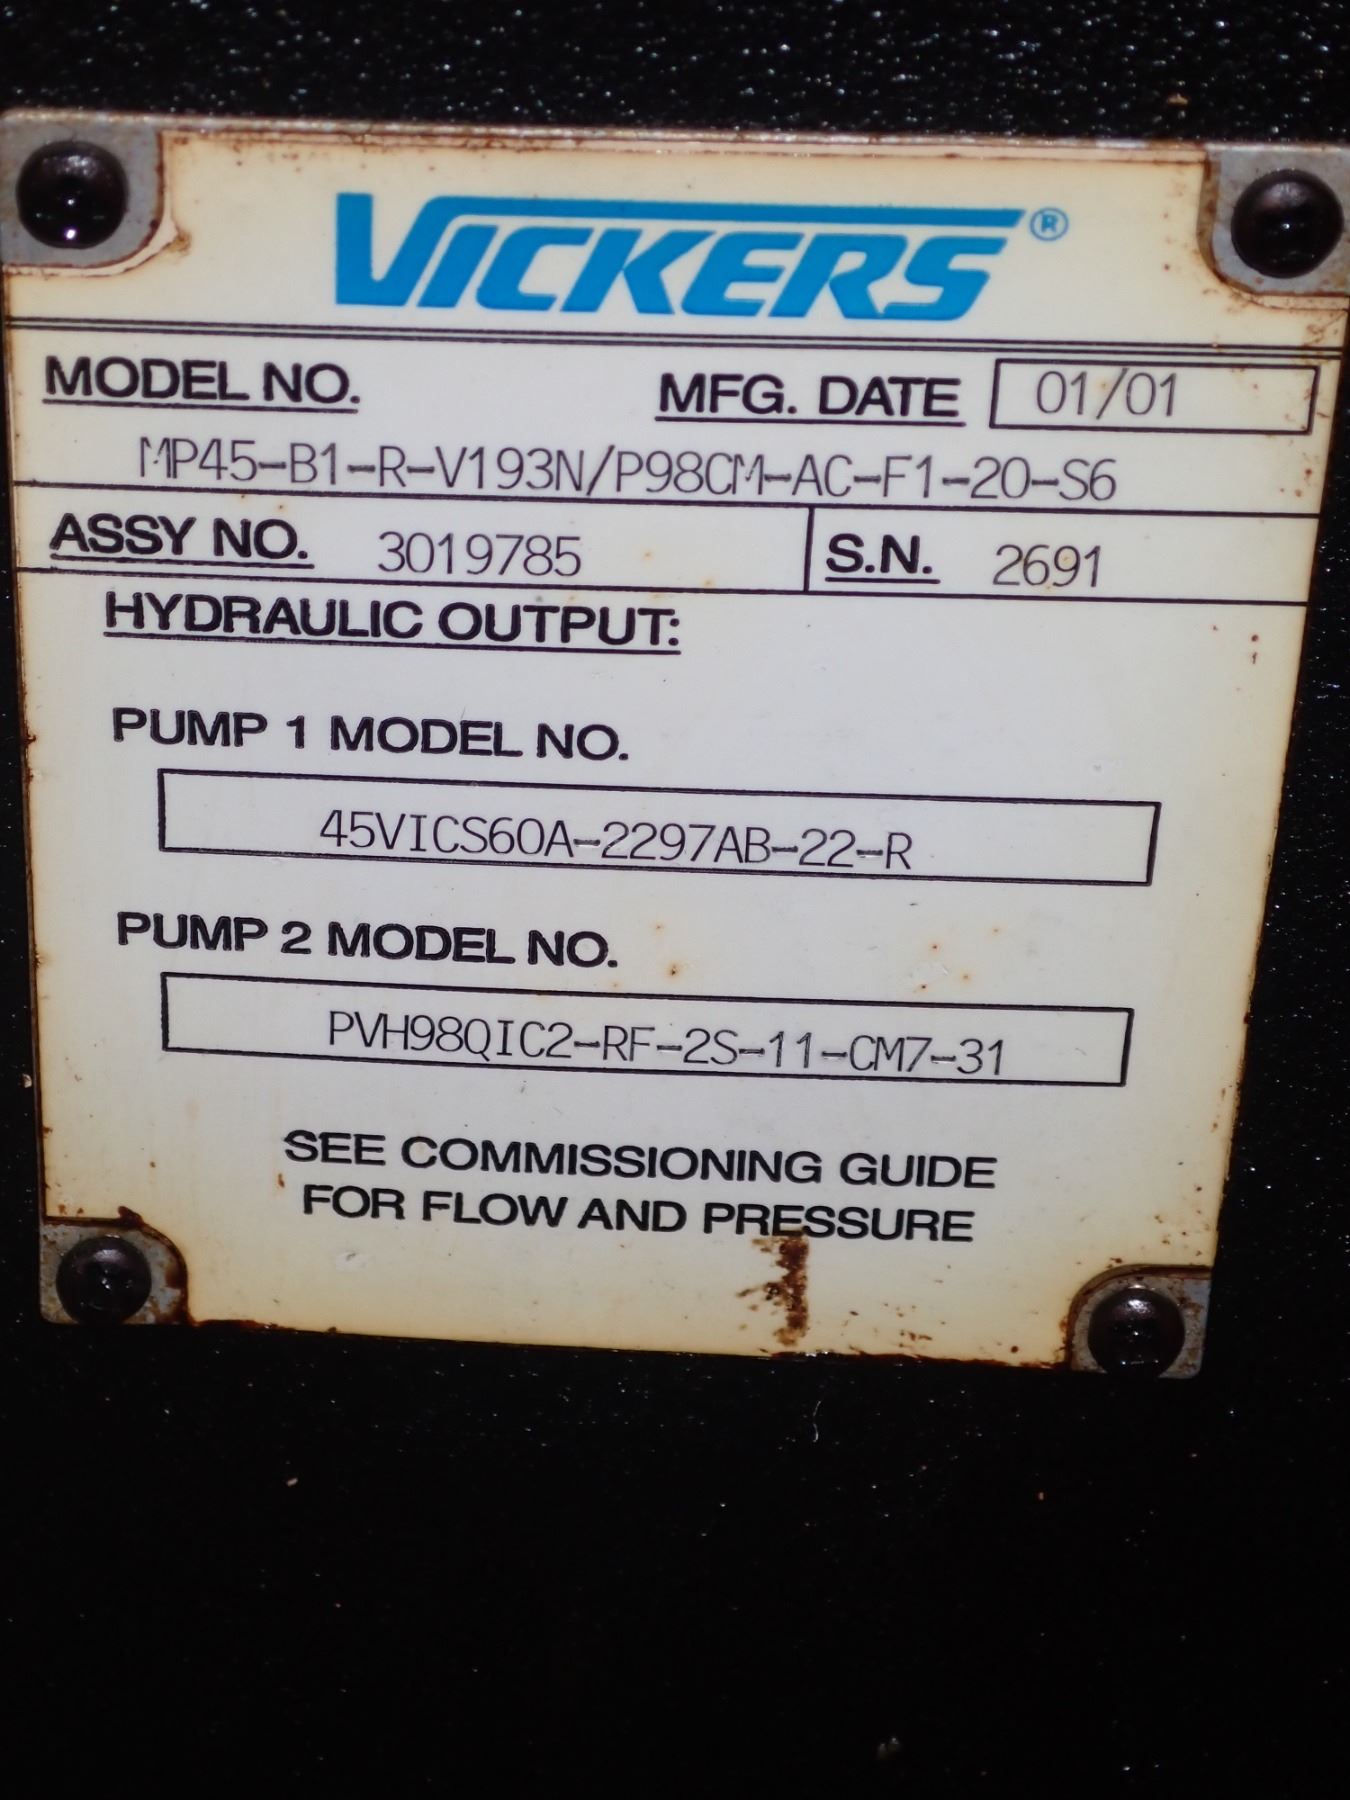 VICKERS®
MODEL NO. MFG. DATE 01/01
MP45-B1-R-V193N/P98CM-AC-F1-20-S6
ASSY NO. 3019785 S.N. 2691
HYDRAULIC OUTPUT:
PUMP 1 MODEL NO.
45VICS60A-2297AB-22-R
PUMP 2 MODEL NO.
PVH98QIC2-RF-2S-11-CM7-31
SEE COMMISSIONING GUIDE
FOR FLOW AND PRESSURE